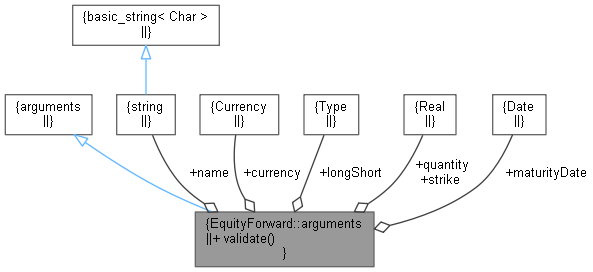 {basic_string< Char >
||}
{arguments
||}
{string
||}
{Currency
||}
{Type
||}
{Real
||}
{Date
||}
+name
+currency
+longShort
+quantity
+strike
+maturityDate
{EquityForward::arguments
||+ validate()
}